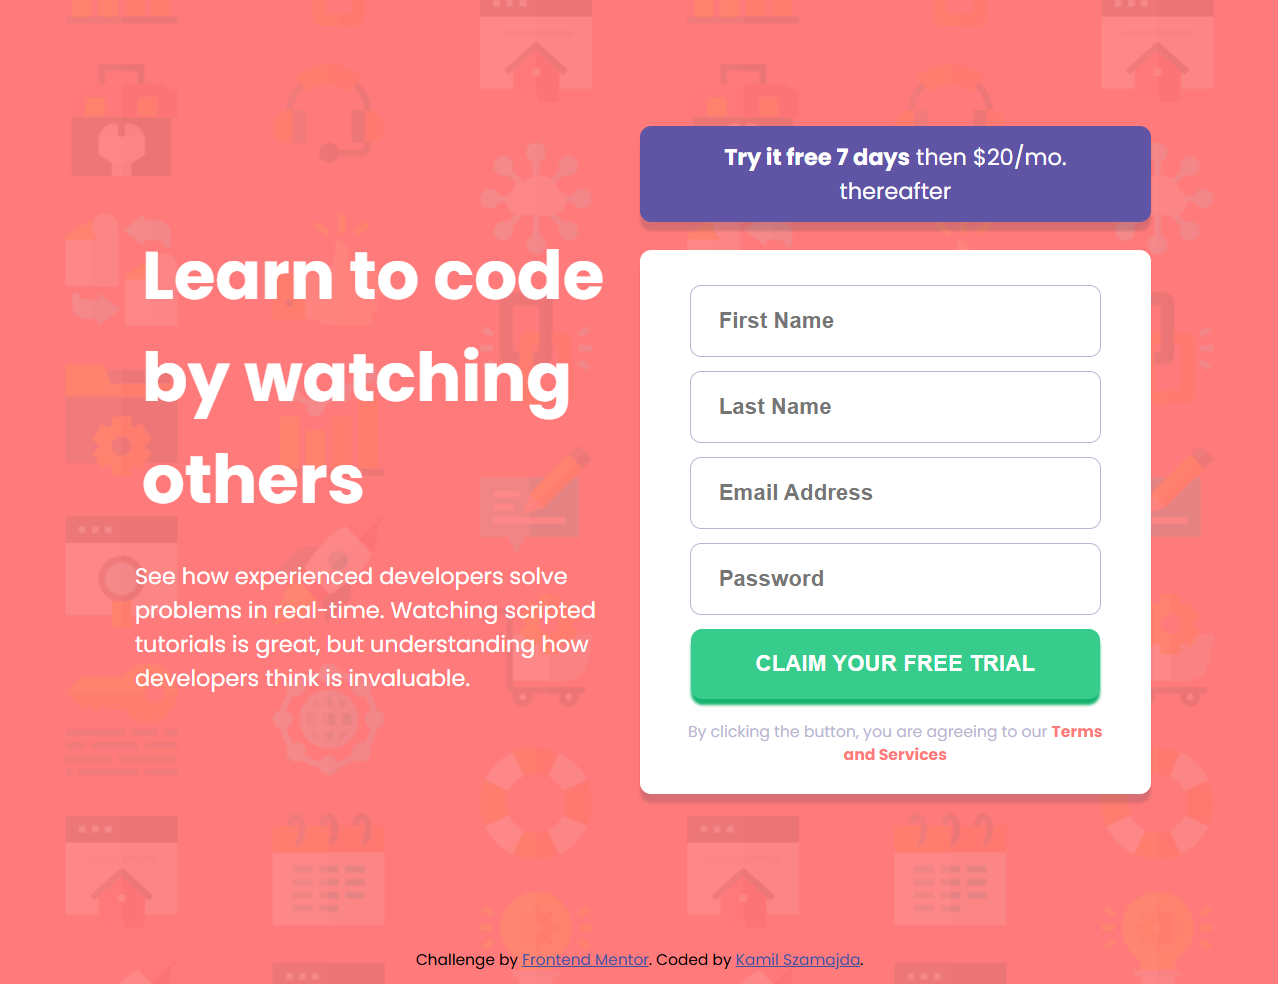 Learn to code
by watching
others
See how experienced developers solve
problems in real-time. Watching scripted
tutorials is great, but understanding how
developers think is invaluable.
Try it free 7 days then $20/mo.
thereafter
First Name
Last Name
Email Address
Password
CLAIM YOUR FREE TRIAL
By clicking the button, you are agreeing to our Terms
and Services
Challenge by Frontend Mentor. Coded by Kamil Szamajda.